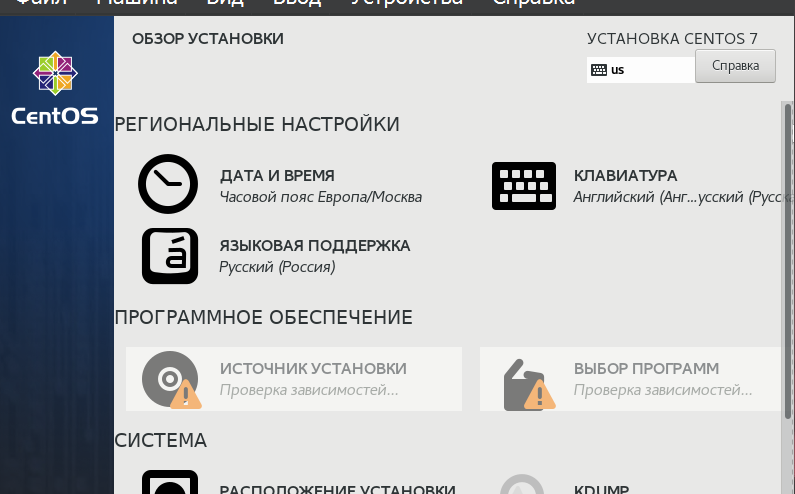 Файл Машина Вид Ввод Устройства Справка
ОБЗОР УСТАНОВКИ
УСТАНОВКА CENTOS 7
us
Справка
CentOS
РЕГИОНАЛЬНЫЕ НАСТРОЙКИ
ДАТА И ВРЕМЯ
Часовой пояс Европа/Москва
КЛАВИАТУРА
Английский (Анг...усский (Русск
ЯЗЫКОВАЯ ПОДДЕРЖКА
Русский (Россия)
ПРОГРАММНОЕ ОБЕСПЕЧЕНИЕ
ИСТОЧНИК УСТАНОВКИ
Проверка зависимостей...
ВЫБОР ПРОГРАММ
Проверка зависимостей...
СИСТЕМА
РАСПОЛОЖЕНИЕ УСТАНОВКИ
KDUMP